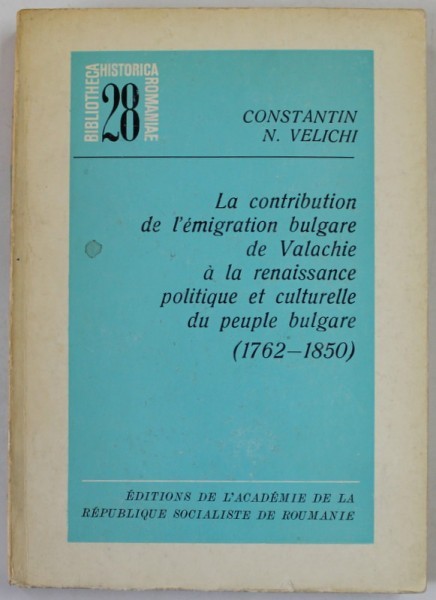 BIBLIOTHECA
HISTORICA
ROMANIAE
28
CONSTANTIN
N. VELICHI
La contribution
de l'émigration bulgare
de Valachie
à la renaissance
politique et culturelle
du peuple bulgare
(1762–1850)
ÉDITIONS DE L'ACADÉMIE DE LA
RÉPUBLIQUE SOCIALISTE DE ROUMANIE